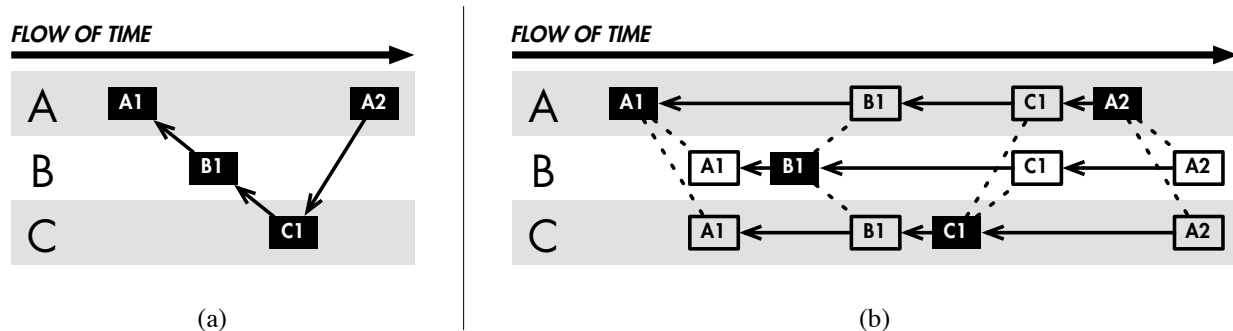 FLOW OF TIME
A A1 A2
B B1
C C1
(a)
FLOW OF TIME
A A1 B1 C1 A2
B A1 B1 C1 A2
C A1 B1 C1 A2
(b)